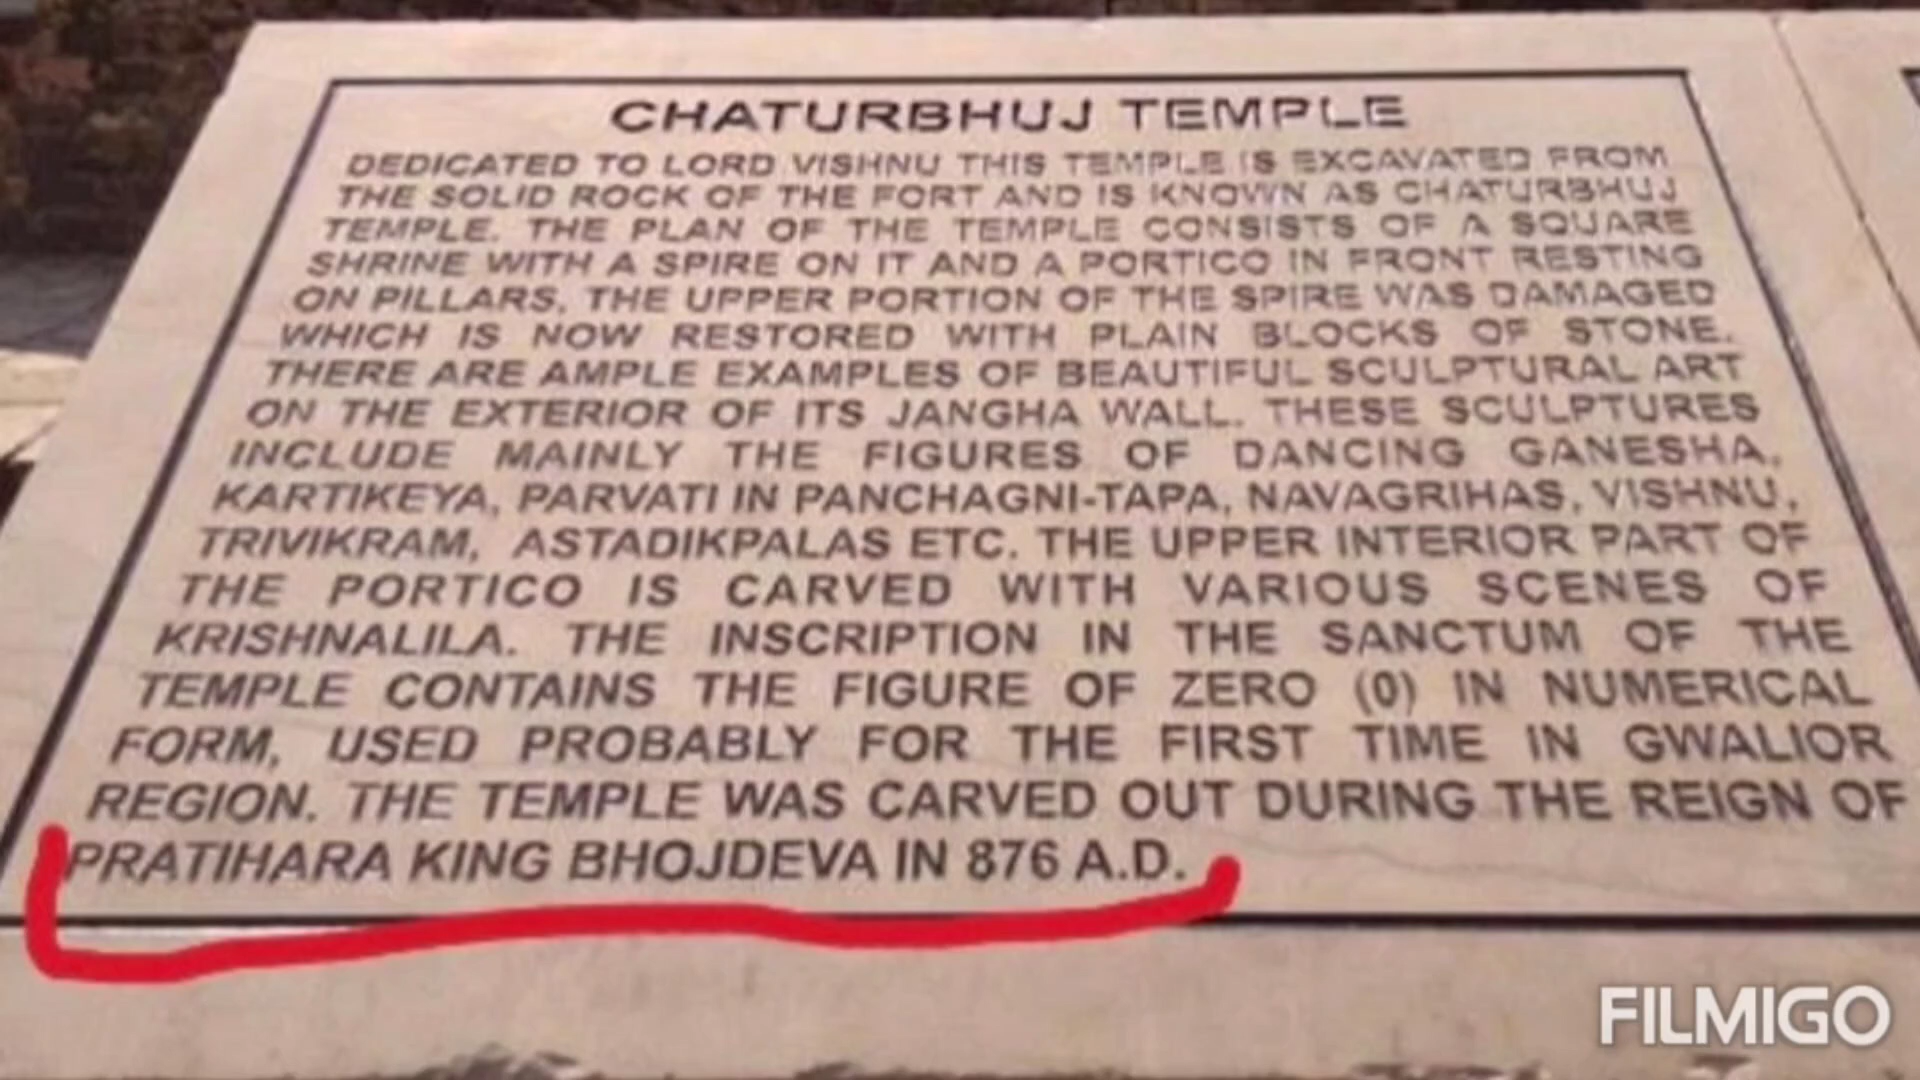 CHATURBHUJ TEMPLE
DEDICATED TO LORD VISHNU THIS TEMPLE IS EXCAVATED FROM
THE SOLID ROCK OF THE FORT AND IS KNOWN AS CHATURBHUJ
TEMPLE. THE PLAN OF THE TEMPLE CONSISTS OF A SQUARE
SHRINE WITH A SPIRE ON IT AND A PORTICO IN FRONT RESTING
ON PILLARS. THE UPPER PORTION OF THE SPIRE WAS DAMAGED
WHICH IS NOW RESTORED WITH PLAIN BLOCKS OF STONE.
THERE ARE AMPLE EXAMPLES OF BEAUTIFUL SCULPTURAL ART
ON THE EXTERIOR OF ITS JANGHA WALL. THESE SCULPTURES
INCLUDE MAINLY THE FIGURES OF DANCING GANESHA,
KARTIKEYA, PARVATI IN PANCHAGNI-TAPA, NAVAGRIHAS, VISHNU,
TRIVIKRAM, ASTADIKPALAS ETC. THE UPPER INTERIOR PART OF
THE PORTICO IS CARVED WITH VARIOUS SCENES OF
KRISHNALILA. THE INSCRIPTION IN THE SANCTUM OF THE
TEMPLE CONTAINS THE FIGURE OF ZERO (0) IN NUMERICAL
FORM, USED PROBABLY FOR THE FIRST TIME IN GWALIOR
REGION. THE TEMPLE WAS CARVED OUT DURING THE REIGN OF
PRATIHARA KING BHOJDEVA IN 876 A.D.
FILMIGO